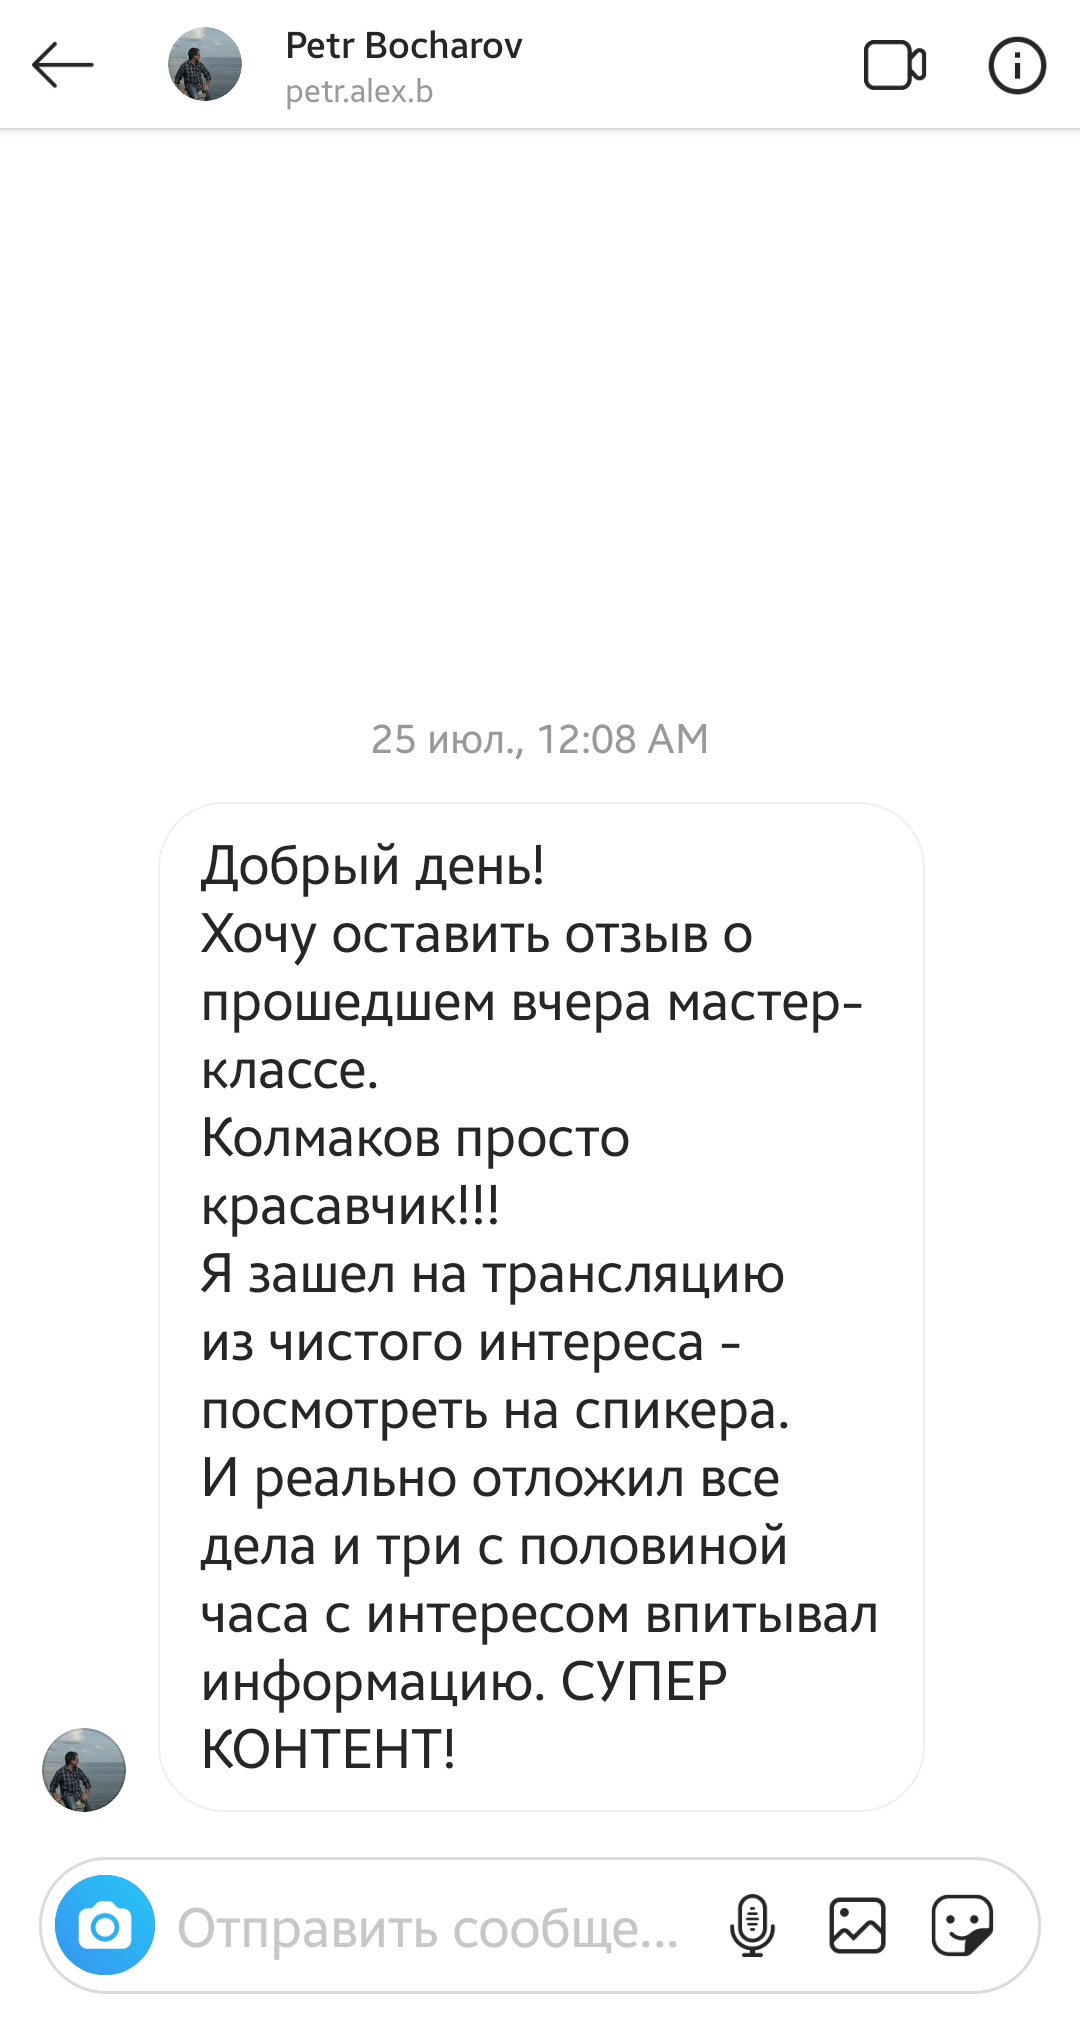 Petr Bocharov
petr.alex.b
25 июл., 12:08 AM
Добрый день!
Хочу оставить отзыв о
прошедшем вчера мастер-
классе.
Колмаков просто
красавчик!!!
Я зашел на трансляцию
из чистого интереса -
посмотреть на спикера.
И реально отложил все
дела и три с половиной
часа с интересом впитывал
информацию. СУПЕР
КОНТЕНТ!
Отправить сообще...